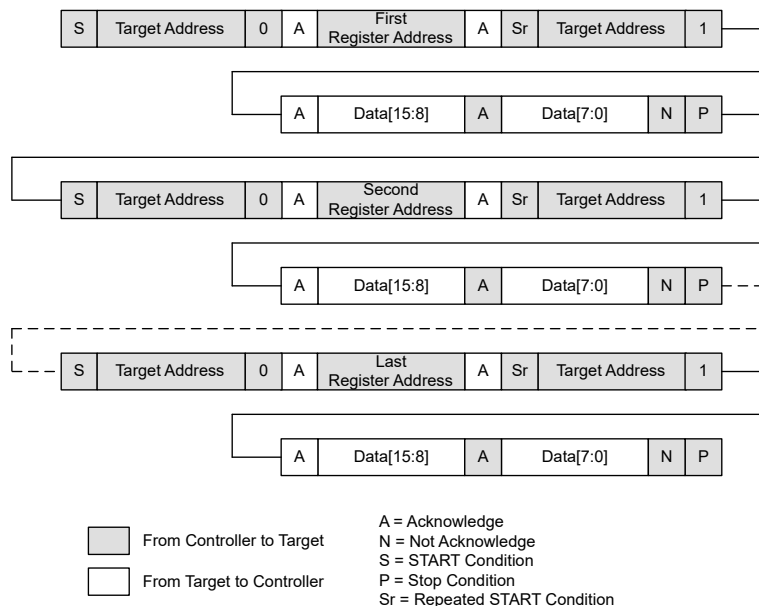 S Target Address 0 A First Register Address A Sr Target Address 1
A Data[15:8] A Data[7:0] N P
S Target Address 0 A Second Register Address A Sr Target Address 1
A Data[15:8] A Data[7:0] N P
S Target Address 0 A Last Register Address A Sr Target Address 1
A Data[15:8] A Data[7:0] N P
From Controller to Target
From Target to Controller
A = Acknowledge
N = Not Acknowledge
S = START Condition
P = Stop Condition
Sr = Repeated START Condition